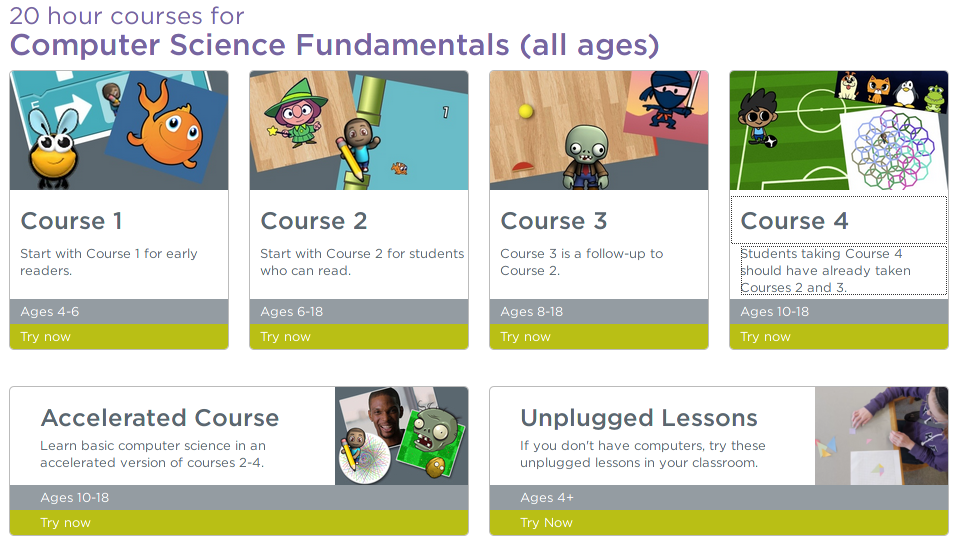 20 hour courses for
Computer Science Fundamentals (all ages)
1
Course 1
Start with Course 1 for early
readers.
Ages 4-6
Try now
Course 2
Start with Course 2 for students
who can read.
Ages 6-18
Try now
Course 3
Course 3 is a follow-up to
Course 2.
Ages 8-18
Try now
Course 4
Students taking Course 4
should have already taken
Courses 2 and 3.
Ages 10-18
Try now
Accelerated Course
Learn basic computer science in an
accelerated version of courses 2-4.
Ages 10-18
Try now
Unplugged Lessons
If you don't have computers, try these
unplugged lessons in your classroom.
Ages 4+
Try Now